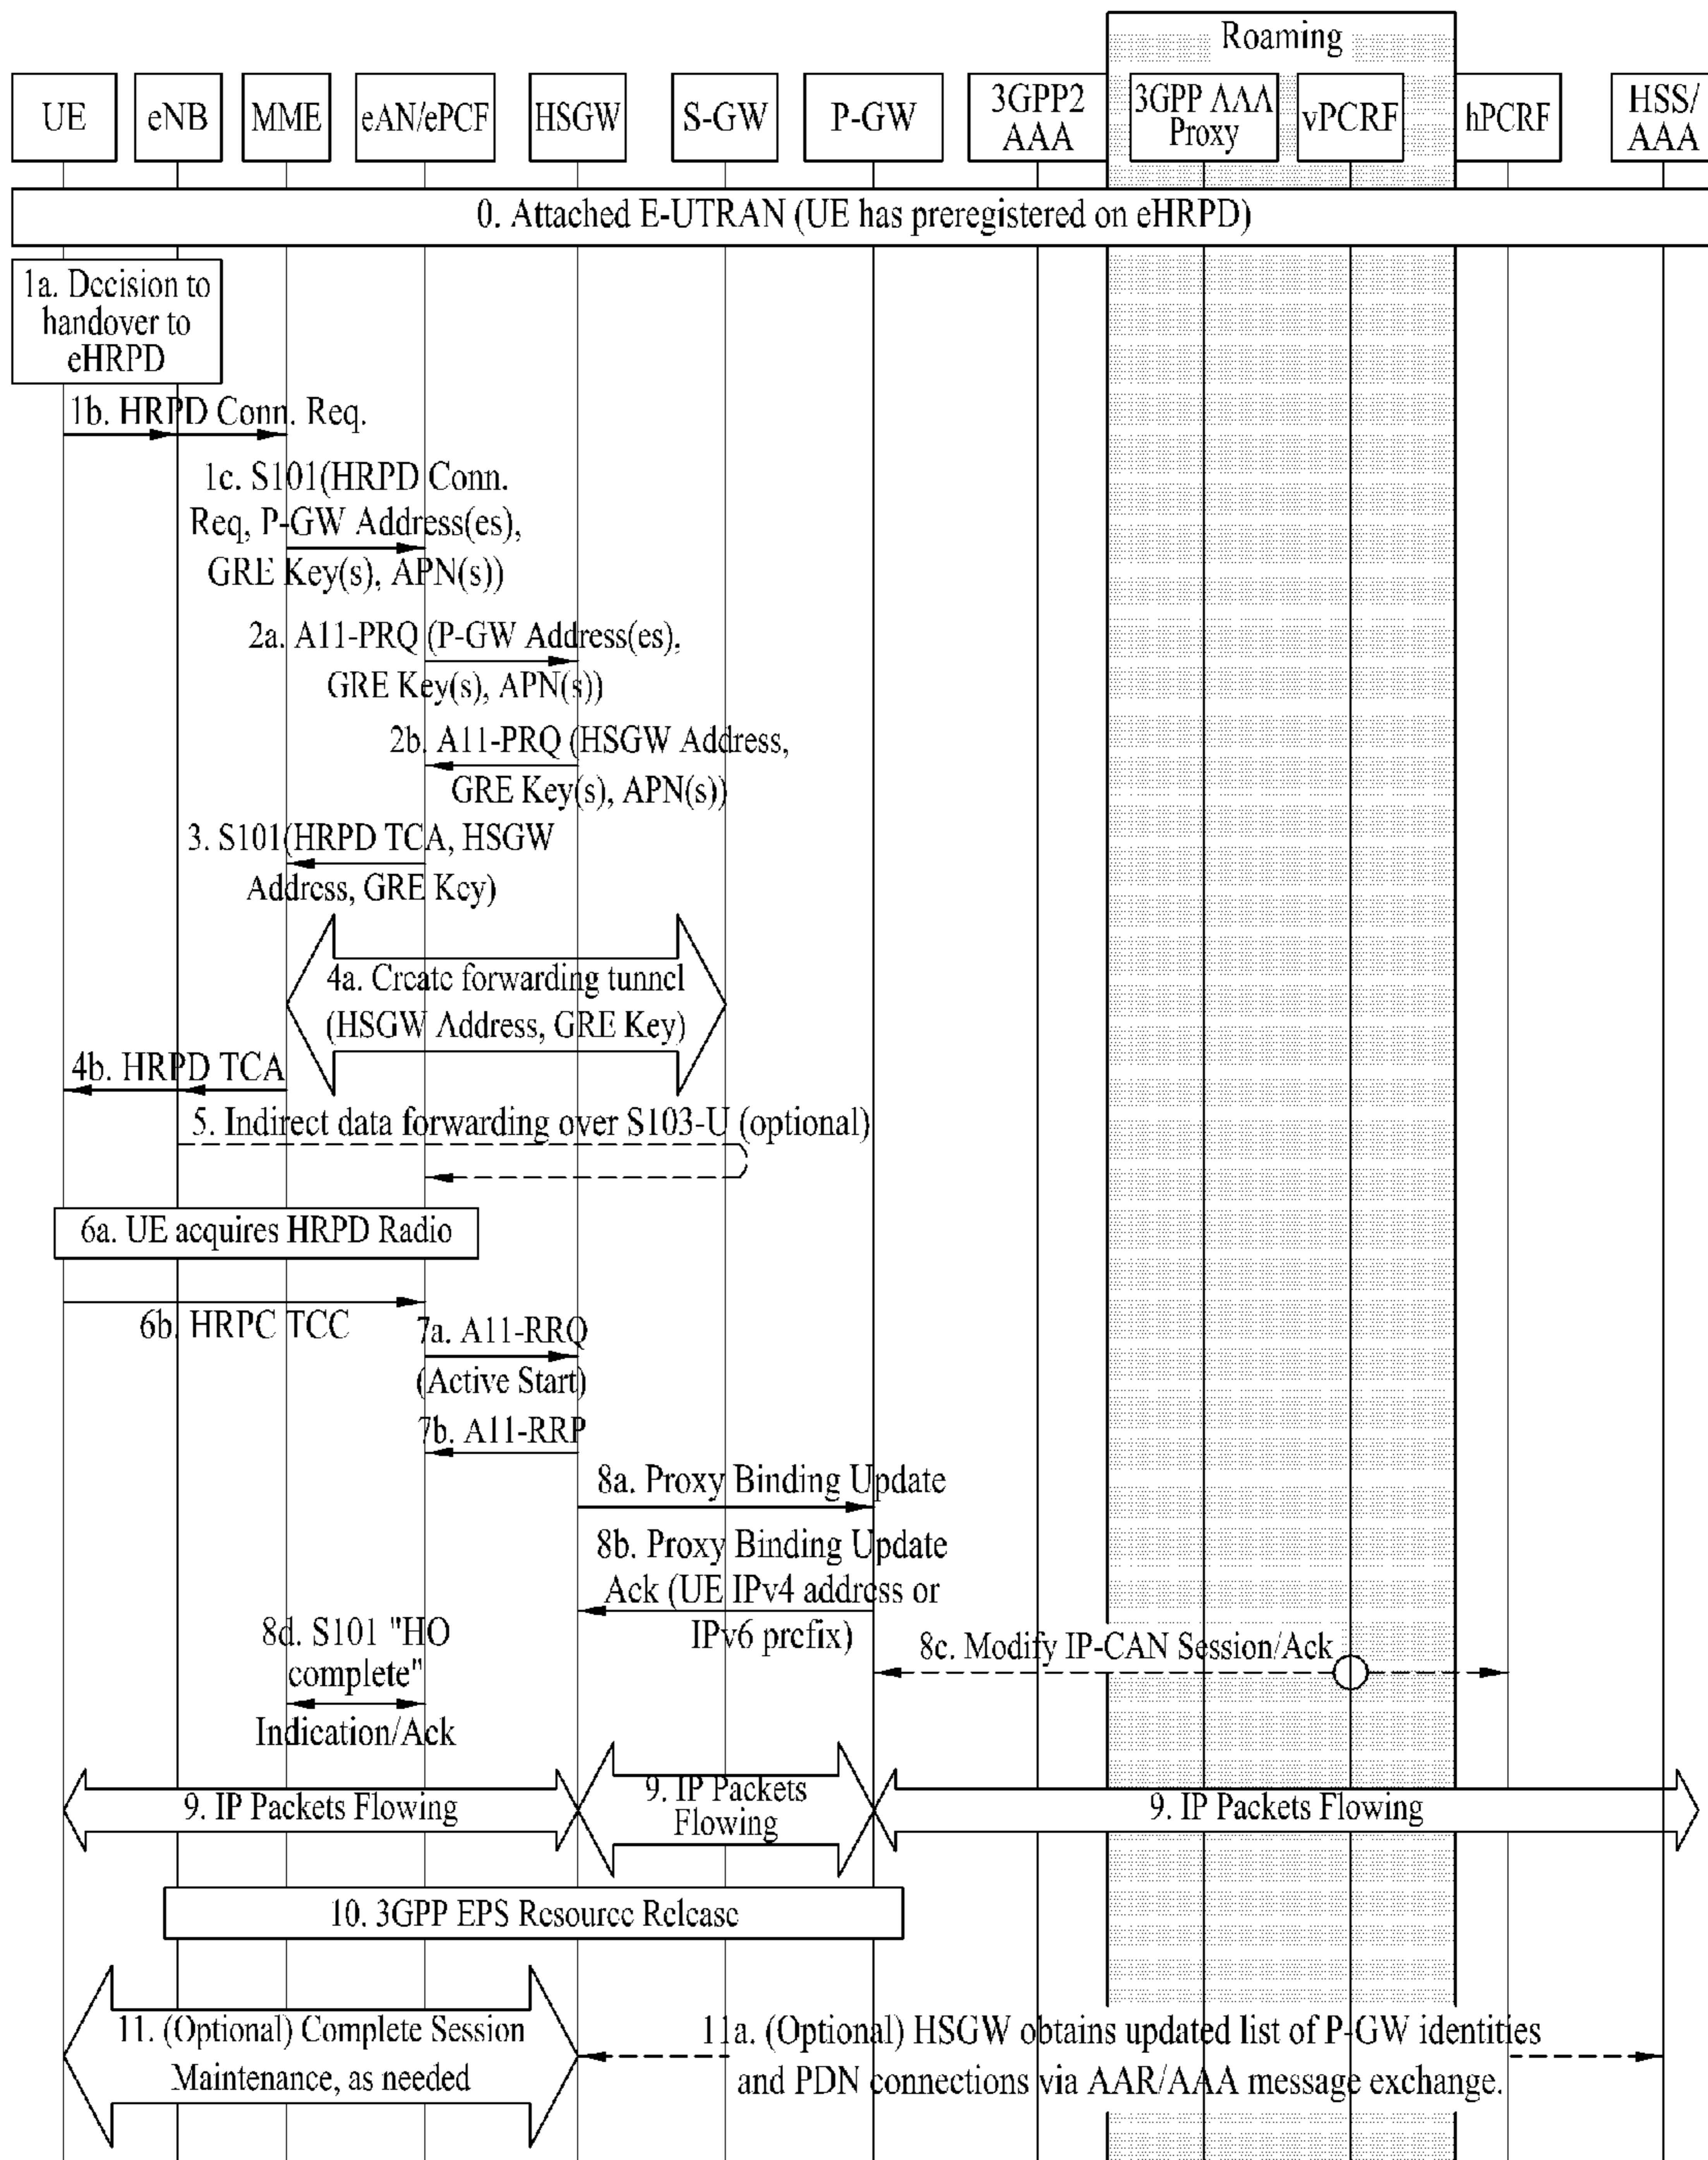 Roaming
UE
eNB
MME
eAN/ePCF
HSGW
S-GW
P-GW
3GPP2
AAA
3GPP AAA
Proxy
vPCRF
hPCRF
HSS/
AAA
0. Attached E-UTRAN (UE has preregistered on eHRPD)
1a. Decision to
handover to
eHRPD
1b. HRPD Conn. Req.
1c. S101(HRPD Conn.
Req, P-GW Address(es),
GRE Key(s), APN(s))
2a. A11-PRQ (P-GW Address(es),
GRE Key(s), APN(s))
2b. A11-PRQ (HSGW Address,
GRE Key(s), APN(s))
3. S101(HRPD TCA, HSGW
Address, GRE Key)
4a. Create forwarding tunnel
(HSGW Address, GRE Key)
4b. HRPD TCA
5. Indirect data forwarding over S103-U (optional)
6a. UE acquires HRPD Radio
6b. HRPC TCC
7a. A11-RRQ
(Active Start)
7b. A11-RRP
8a. Proxy Binding Update
8b. Proxy Binding Update
Ack (UE IPv4 address or
IPv6 prefix)
8c. Modify IP-CAN Session/Ack
8d. S101 "HO
complete"
Indication/Ack
9. IP Packets Flowing
9. IP Packets
Flowing
9. IP Packets Flowing
10. 3GPP EPS Resource Release
11. (Optional) Complete Session
Maintenance, as needed
11a. (Optional) HSGW obtains updated list of P-GW identities
and PDN connections via AAR/AAA message exchange.